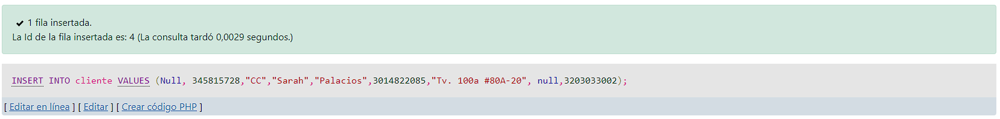 ✔ 1 fila insertada.
La Id de la fila insertada es: 4 (La consulta tardó 0,0029 segundos.)
INSERT INTO cliente VALUES (Null, 345815728,"CC","Sarah","Palacios",3014822085,"Tv. 100a #80A-20", null,3203033002);
[ Editar en línea ] [ Editar ] [ Crear código PHP ]